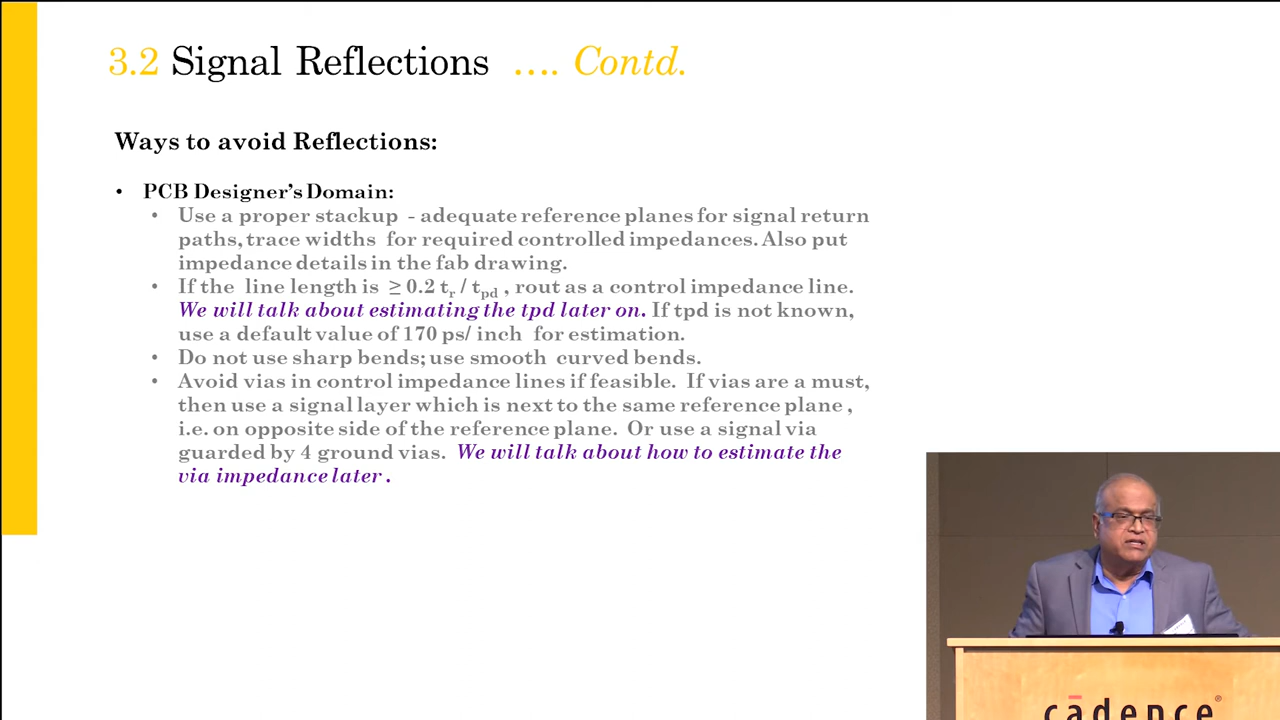 3.2 Signal Reflections .... Contd.
Ways to avoid Reflections:
• PCB Designer's Domain:
• Use a proper stackup - adequate reference planes for signal return
paths, trace widths for required controlled impedances. Also put
impedance details in the fab drawing.
• If the line length is ≥ 0.2 tr / tpd , rout as a control impedance line.
We will talk about estimating the tpd later on. If tpd is not known,
use a default value of 170 ps/ inch for estimation.
• Do not use sharp bends; use smooth curved bends.
• Avoid vias in control impedance lines if feasible. If vias are a must,
then use a signal layer which is next to the same reference plane ,
i.e. on opposite side of the reference plane. Or use a signal via
guarded by 4 ground vias. We will talk about how to estimate the
via impedance later .
cādence®